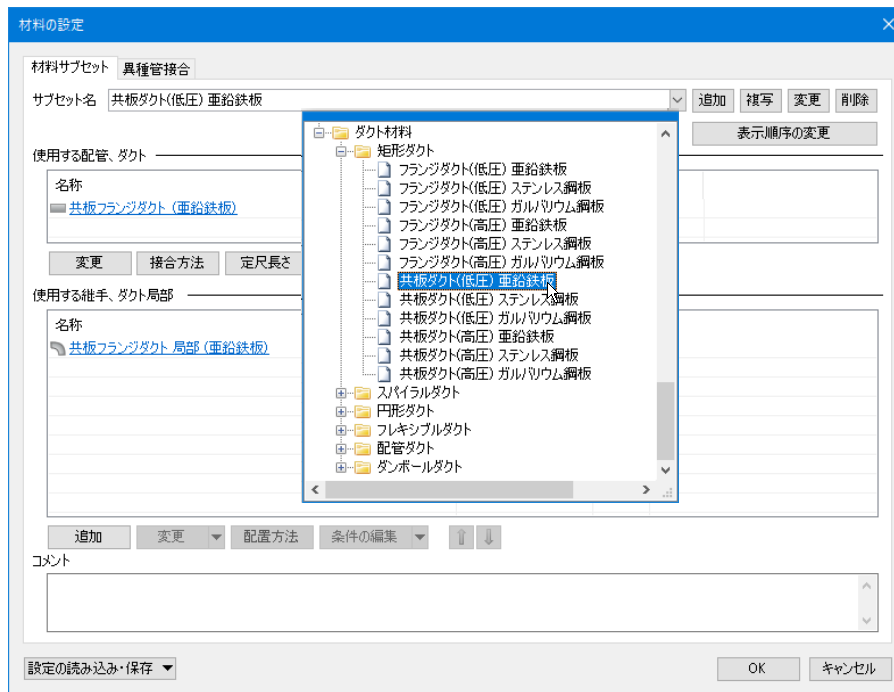 材料の設定
材料サブセット 異種管接合
サブセット名 共板ダクト(低圧) 亜鉛鉄板 追加 複写 変更 削除
表示順序の変更
ダクト材料
矩形ダクト
フランジダクト(低圧) 亜鉛鉄板
フランジダクト(低圧) ステンレス鋼板
フランジダクト(低圧) ガルバリウム鋼板
フランジダクト(高圧) 亜鉛鉄板
フランジダクト(高圧) ステンレス鋼板
フランジダクト(高圧) ガルバリウム鋼板
共板ダクト(低圧) 亜鉛鉄板
共板ダクト(低圧) ステンレス鋼板
共板ダクト(低圧) ガルバリウム鋼板
共板ダクト(高圧) 亜鉛鉄板
共板ダクト(高圧) ステンレス鋼板
共板ダクト(高圧) ガルバリウム鋼板
スパイラルダクト
円形ダクト
フレキシブルダクト
配管ダクト
ダンボールダクト
使用する配管、ダクト
名称
共板フランジダクト (亜鉛鉄板)
変更 接合方法 定尺長さ
使用する継手、ダクト局部
名称
共板フランジダクト 局部 (亜鉛鉄板)
追加 変更 配置方法 条件の編集
コメント
設定の読み込み・保存 OK キャンセル